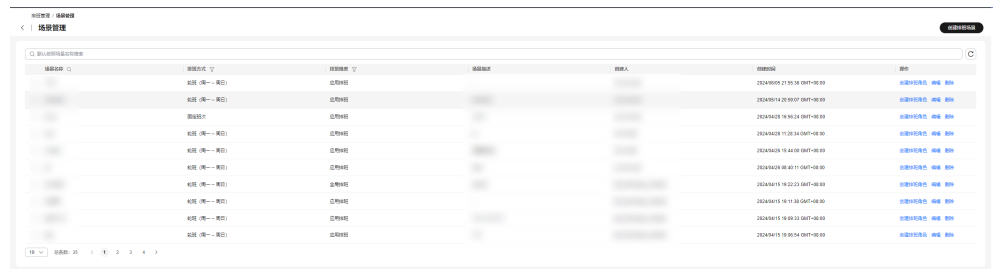 排班管理 / 场景管理
< | 场景管理
创建排班场景
默认按照场景名称搜索
场景名称 排班方式 排班维度 场景描述 创建人 创建时间 操作
轮班 (周一 -- 周日) 应用排班 2024/06/05 21:55:38 GMT+08:00 创建排班角色 编辑 删除
轮班 (周一 -- 周日) 应用排班 2024/05/14 20:59:07 GMT+08:00 创建排班角色 编辑 删除
固定班次 应用排班 2024/04/28 16:56:24 GMT+08:00 创建排班角色 编辑 删除
轮班 (周一 -- 周日) 应用排班 2024/04/28 11:28:34 GMT+08:00 创建排班角色 编辑 删除
轮班 (周一 -- 周日) 应用排班 2024/04/26 15:44:00 GMT+08:00 创建排班角色 编辑 删除
轮班 (周一 -- 周日) 应用排班 2024/04/26 08:40:11 GMT+08:00 创建排班角色 编辑 删除
轮班 (周一 -- 周日) 全局排班 2024/04/15 19:22:23 GMT+08:00 创建排班角色 编辑 删除
轮班 (周一 -- 周日) 应用排班 2024/04/15 19:11:38 GMT+08:00 创建排班角色 编辑 删除
轮班 (周一 -- 周日) 应用排班 2024/04/15 19:09:33 GMT+08:00 创建排班角色 编辑 删除
轮班 (周一 -- 周日) 应用排班 2024/04/15 19:06:54 GMT+08:00 创建排班角色 编辑 删除
10 总条数: 35 < 1 2 3 4 >